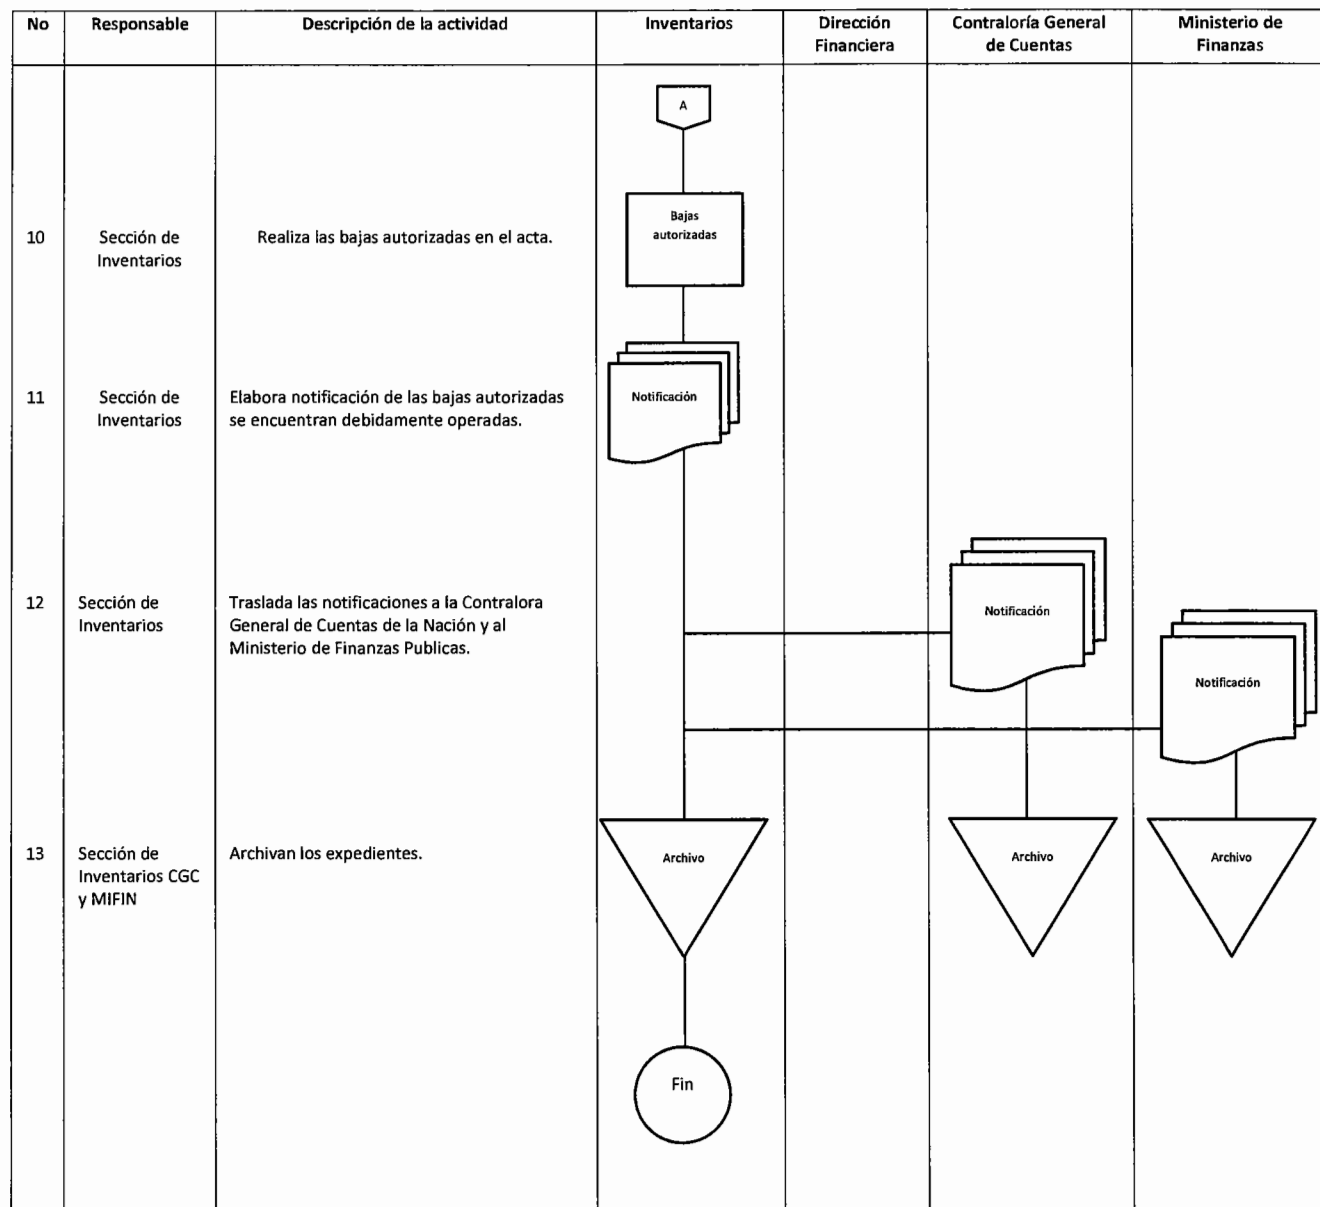 No Responsable Descripción de la actividad Inventarios Dirección Financiera Contraloría General de Cuentas Ministerio de Finanzas
A
Bajas
autorizadas
10 Sección de Realiza las bajas autorizadas en el acta.
Inventarios
11 Sección de Elabora notificación de las bajas autorizadas Notificación
Inventarios se encuentran debidamente operadas.
12 Sección de Traslada las notificaciones a la Contralora Notificación
Inventarios General de Cuentas de la Nación y al
Ministerio de Finanzas Publicas.
Notificación
13 Sección de Archivan los expedientes. Archivo Archivo Archivo
Inventarios CGC
y MIFIN
Fin